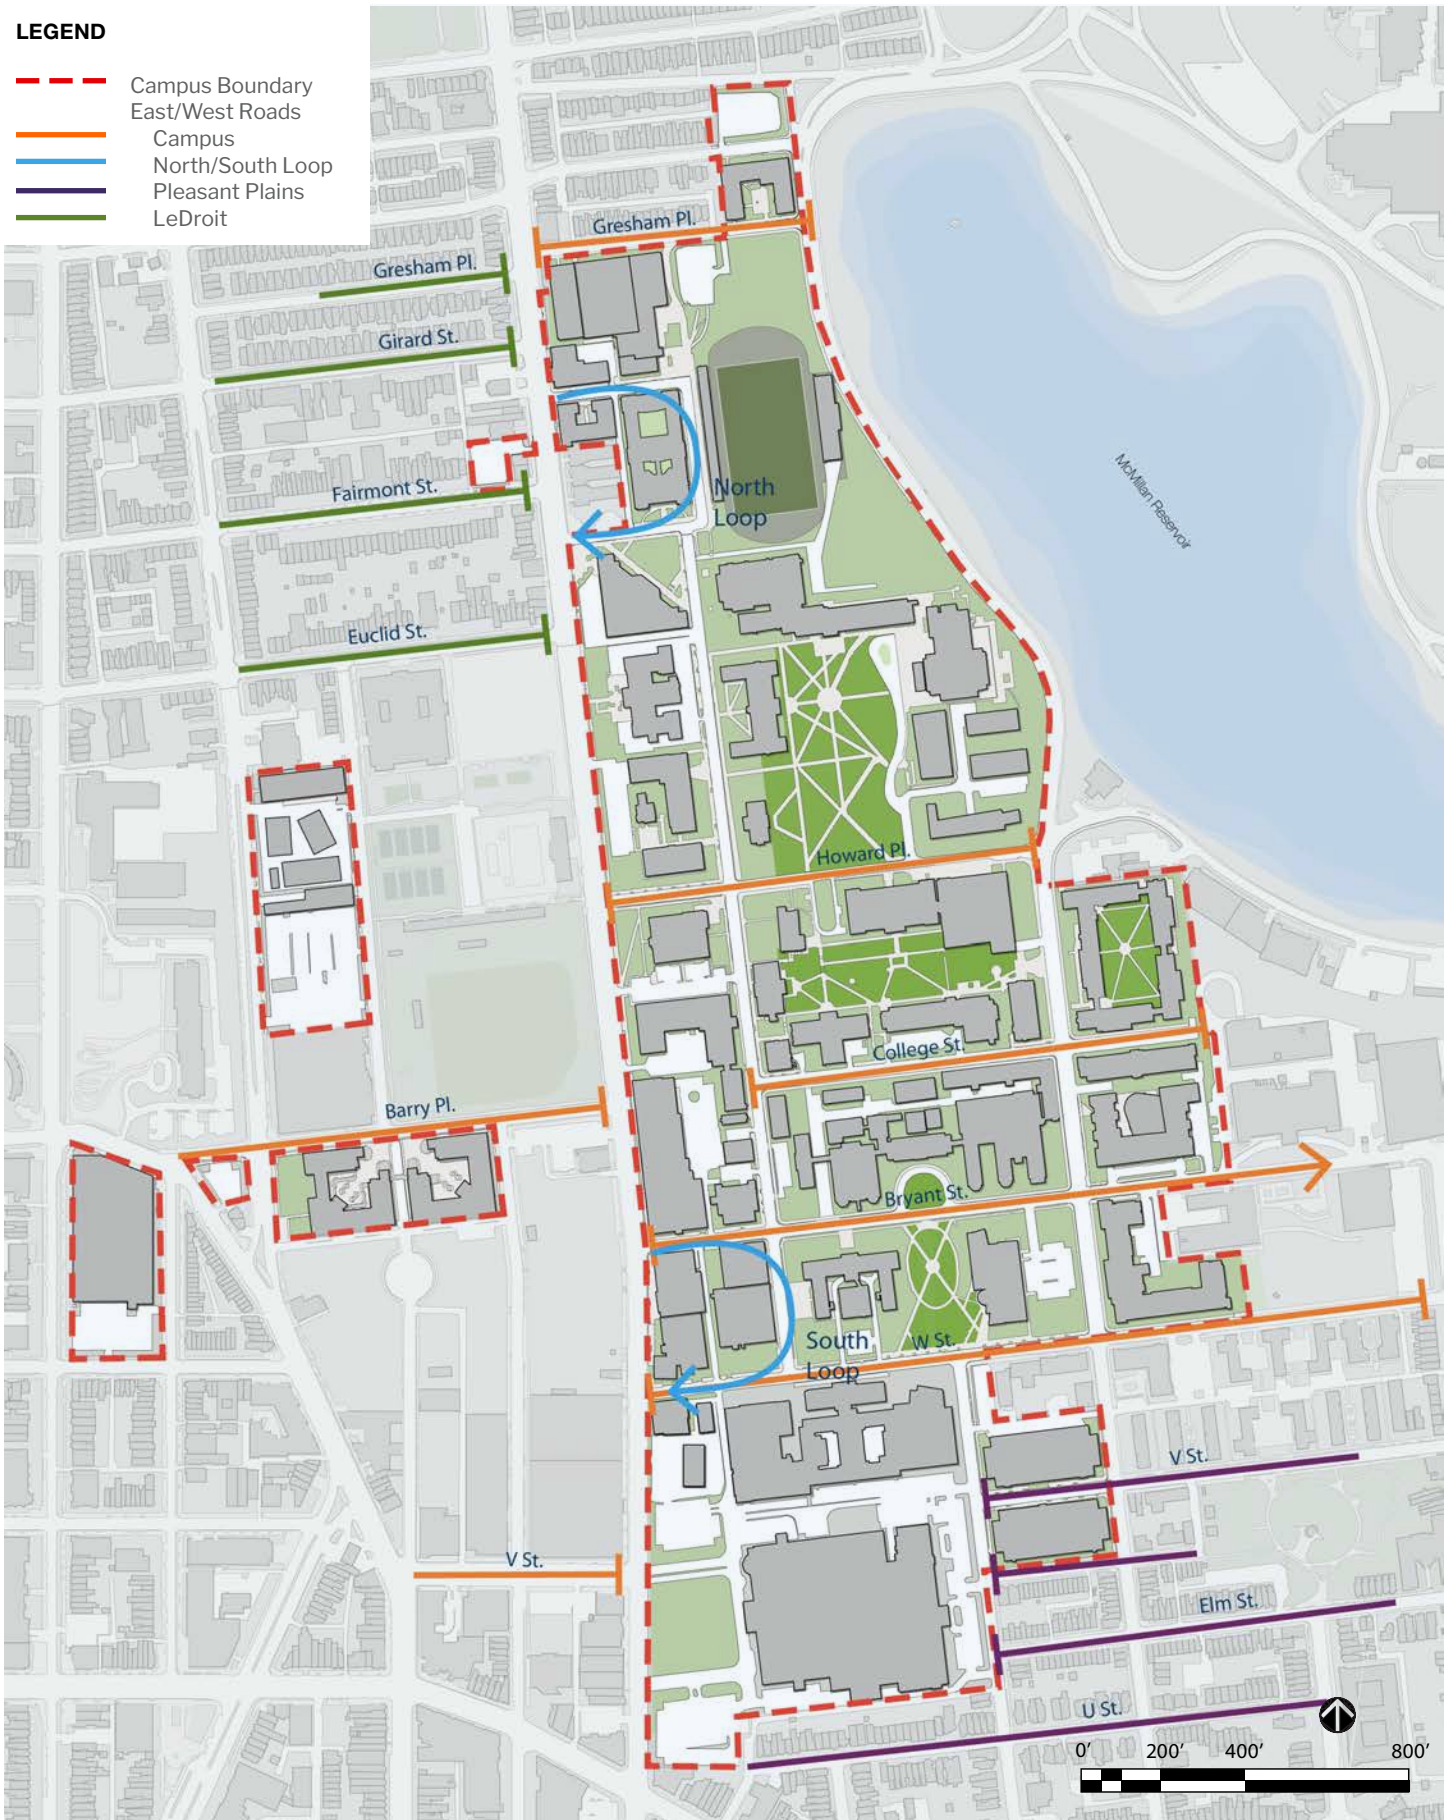 LEGEND
Campus Boundary
East/West Roads
Campus
North/South Loop
Pleasant Plains
LeDroit
Gresham Pl.
Gresham Pl.
Girard St.
Fairmont St.
North
Loop
McMillan Reservoir
Euclid St.
Howard Pl.
College St.
Barry Pl.
Bryant St.
South
Loop
W St.
V St.
V St.
Elm St.
U St.
0’ 200’ 400’ 800’